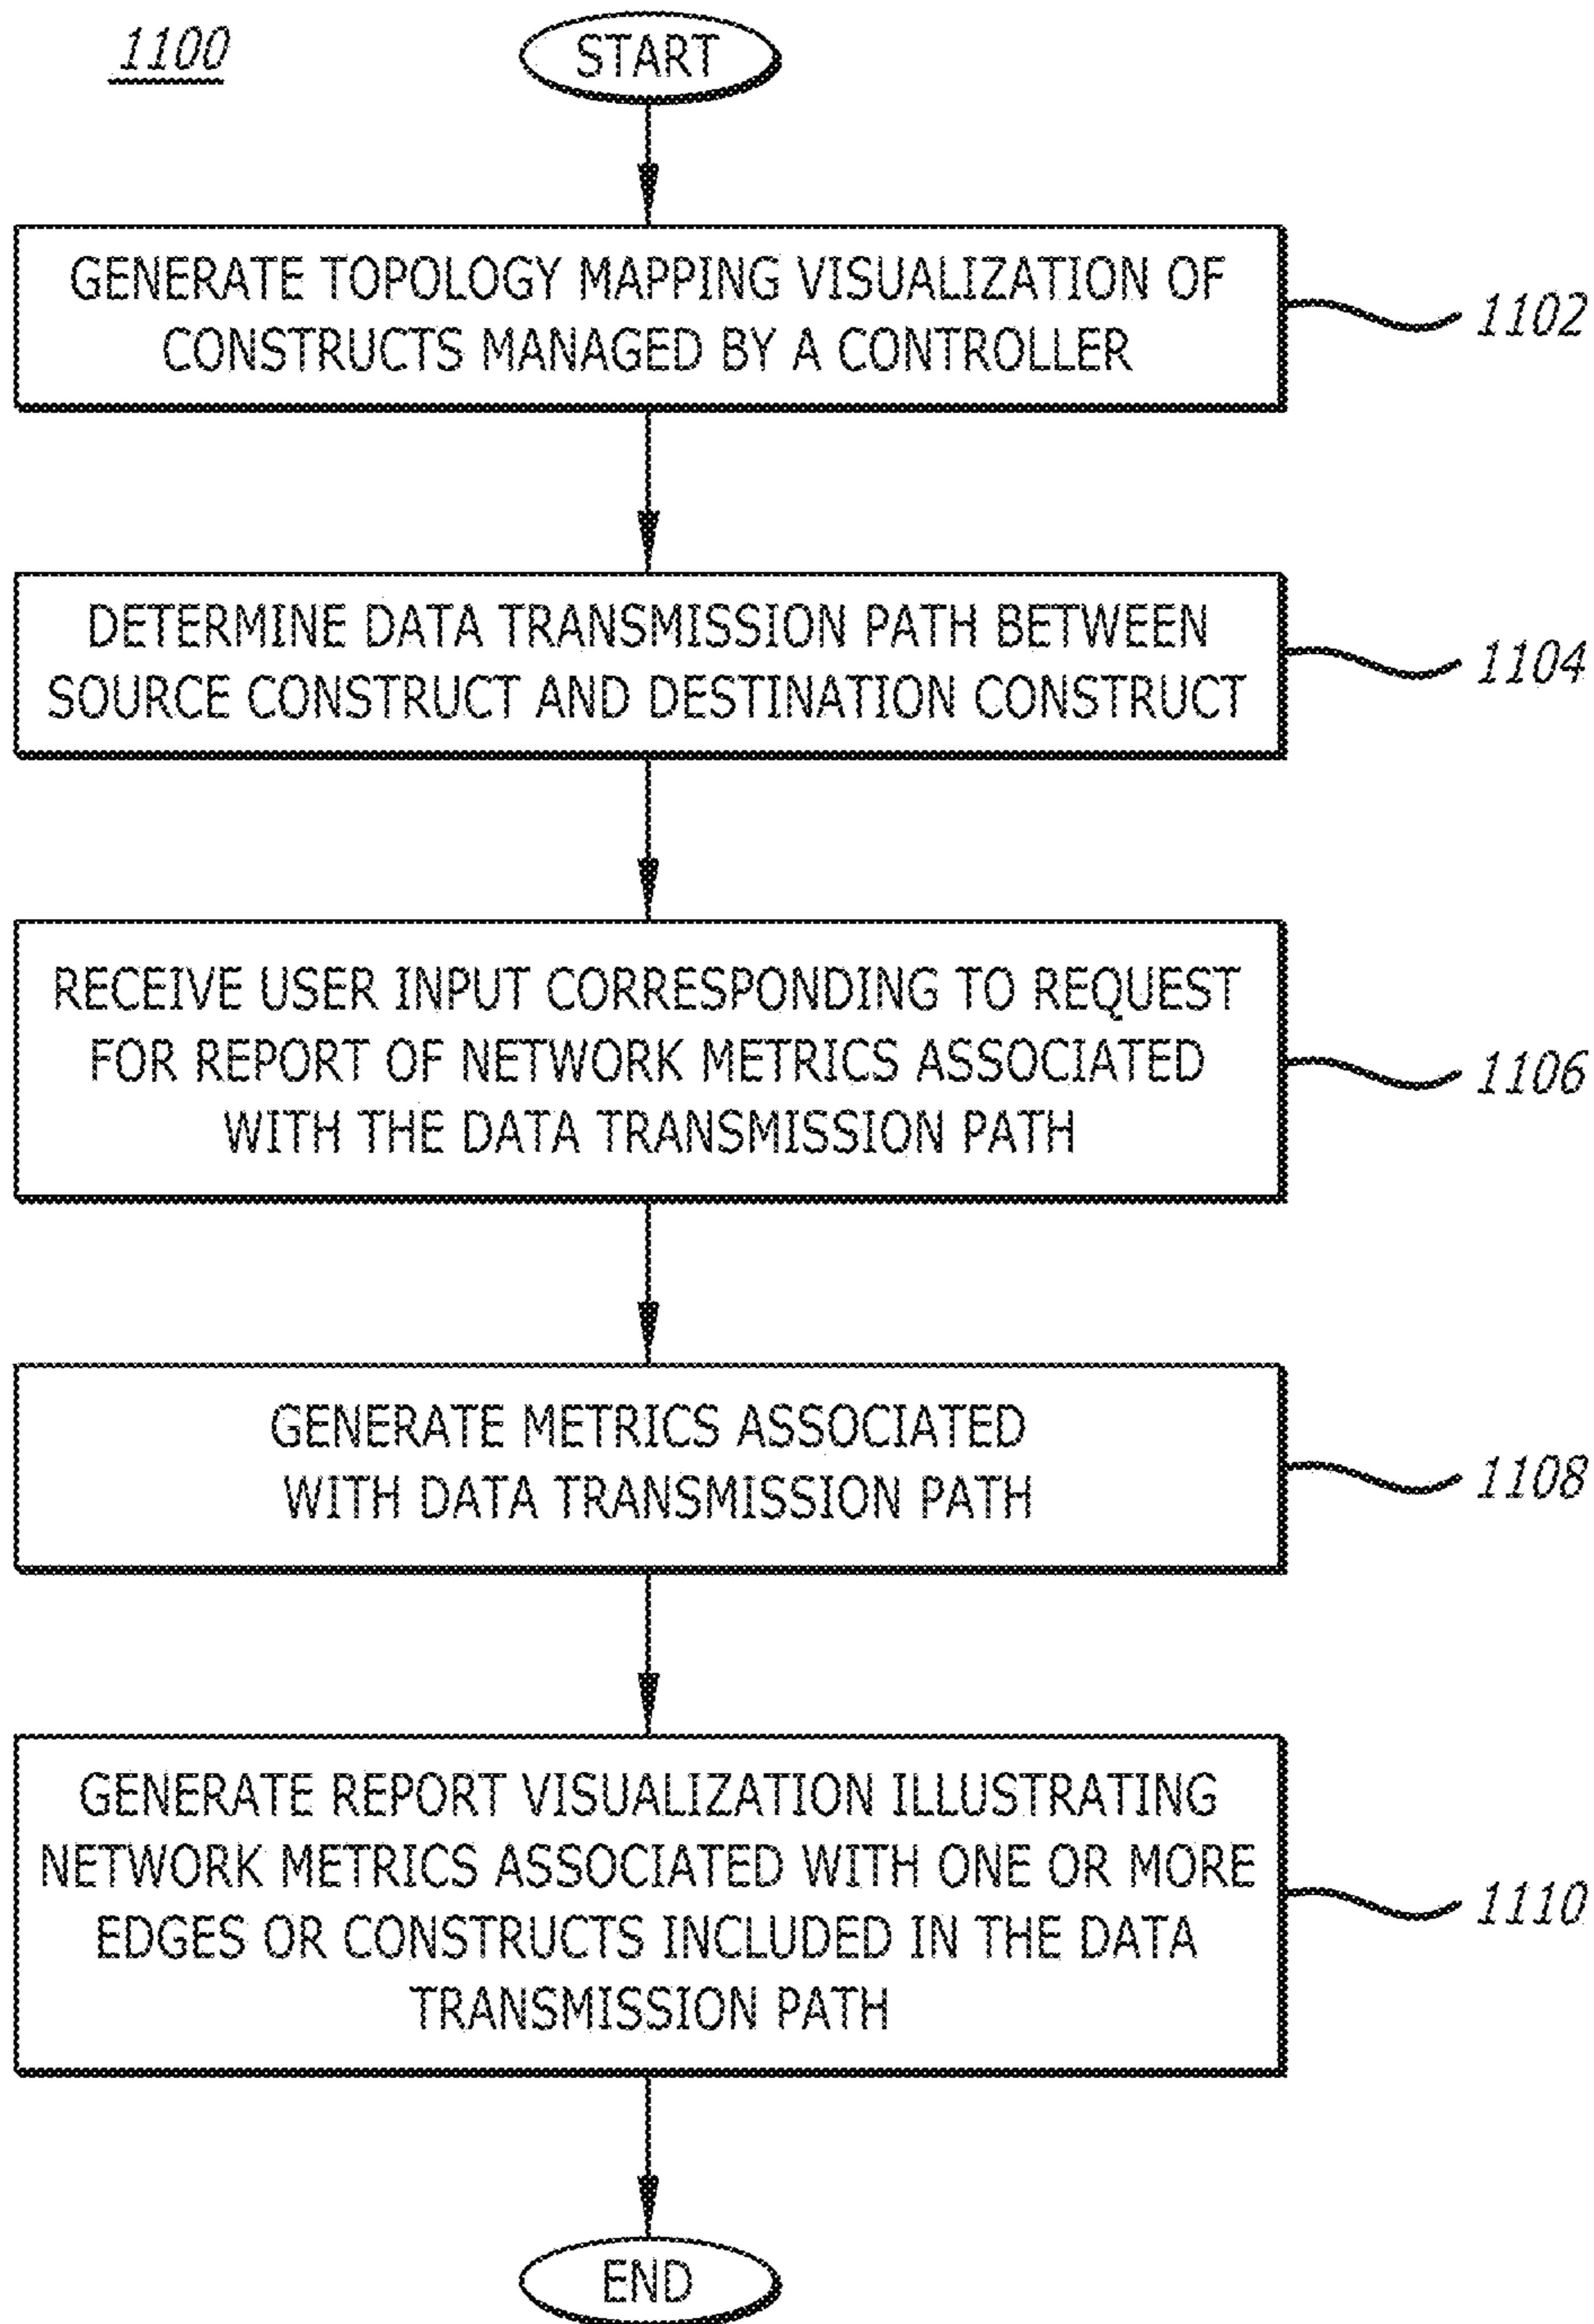 1100
START
GENERATE TOPOLOGY MAPPING VISUALIZATION OF
CONSTRUCTS MANAGED BY A CONTROLLER
1102
DETERMINE DATA TRANSMISSION PATH BETWEEN
SOURCE CONSTRUCT AND DESTINATION CONSTRUCT
1104
RECEIVE USER INPUT CORRESPONDING TO REQUEST
FOR REPORT OF NETWORK METRICS ASSOCIATED
WITH THE DATA TRANSMISSION PATH
1106
GENERATE METRICS ASSOCIATED
WITH DATA TRANSMISSION PATH
1108
GENERATE REPORT VISUALIZATION ILLUSTRATING
NETWORK METRICS ASSOCIATED WITH ONE OR MORE
EDGES OR CONSTRUCTS INCLUDED IN THE DATA
TRANSMISSION PATH
1110
END